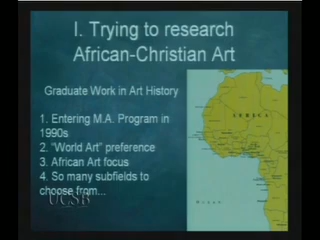 I. Trying to research
African-Christian Art
Graduate Work in Art History
1. Entering M.A. Program in
1990s
2. “World Art” preference
3. African Art focus
4. So many subfields to
choose from...
UCSB
AFRICA
Ocean